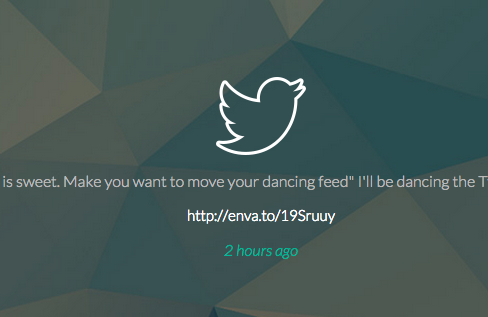 is sweet. Make you want to move your dancing feed" I'll be dancing the T
http://enva.to/19Sruuy
2 hours ago